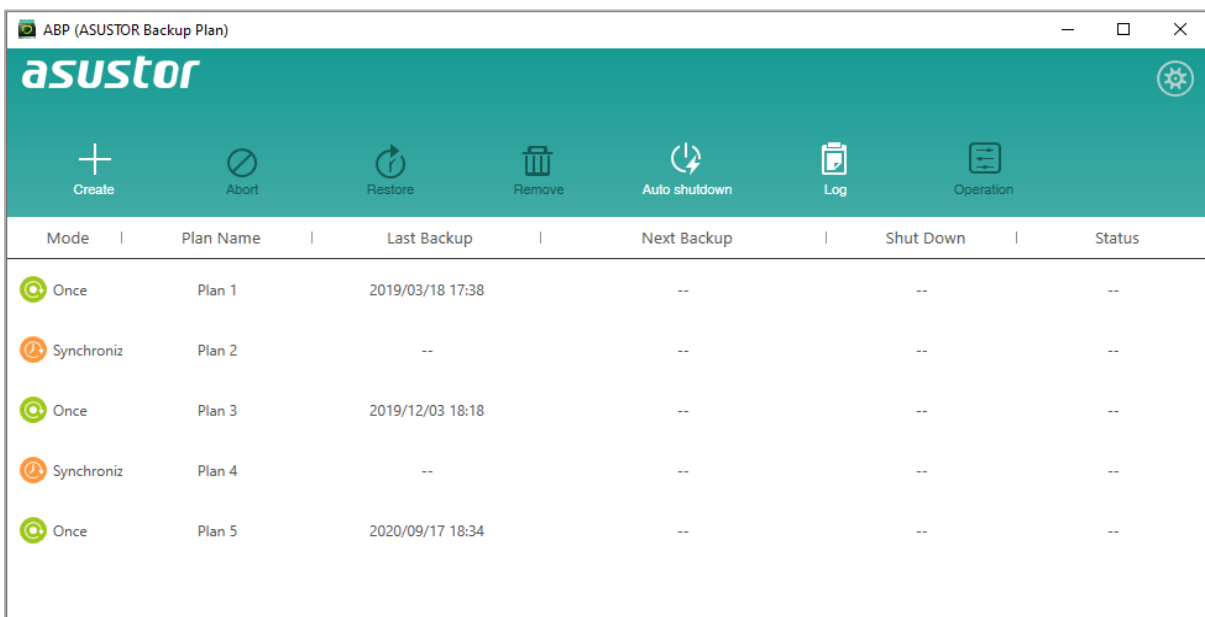 ABP (ASUSTOR Backup Plan)
asustor
Create Abort Restore Remove Auto shutdown Log Operation
Mode Plan Name Last Backup Next Backup Shut Down Status
Once Plan 1 2019/03/18 17:38 -- -- --
Synchroniz Plan 2 -- -- -- --
Once Plan 3 2019/12/03 18:18 -- -- --
Synchroniz Plan 4 -- -- -- --
Once Plan 5 2020/09/17 18:34 -- -- --